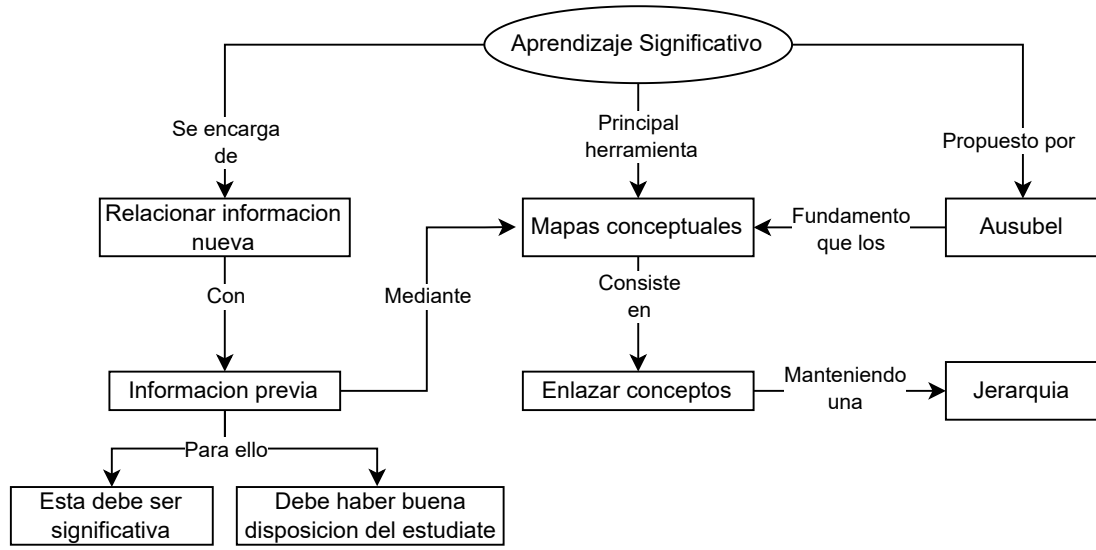 Aprendizaje Significativo
Se encarga
de
Principal
herramienta
Propuesto por
Relacionar informacion
nueva
Mapas conceptuales
Fundamento
que los
Ausubel
Con
Mediante
Consiste
en
Informacion previa
Enlazar conceptos
Manteniendo
una
Jerarquia
Para ello
Esta debe ser
significativa
Debe haber buena
disposicion del estudiate